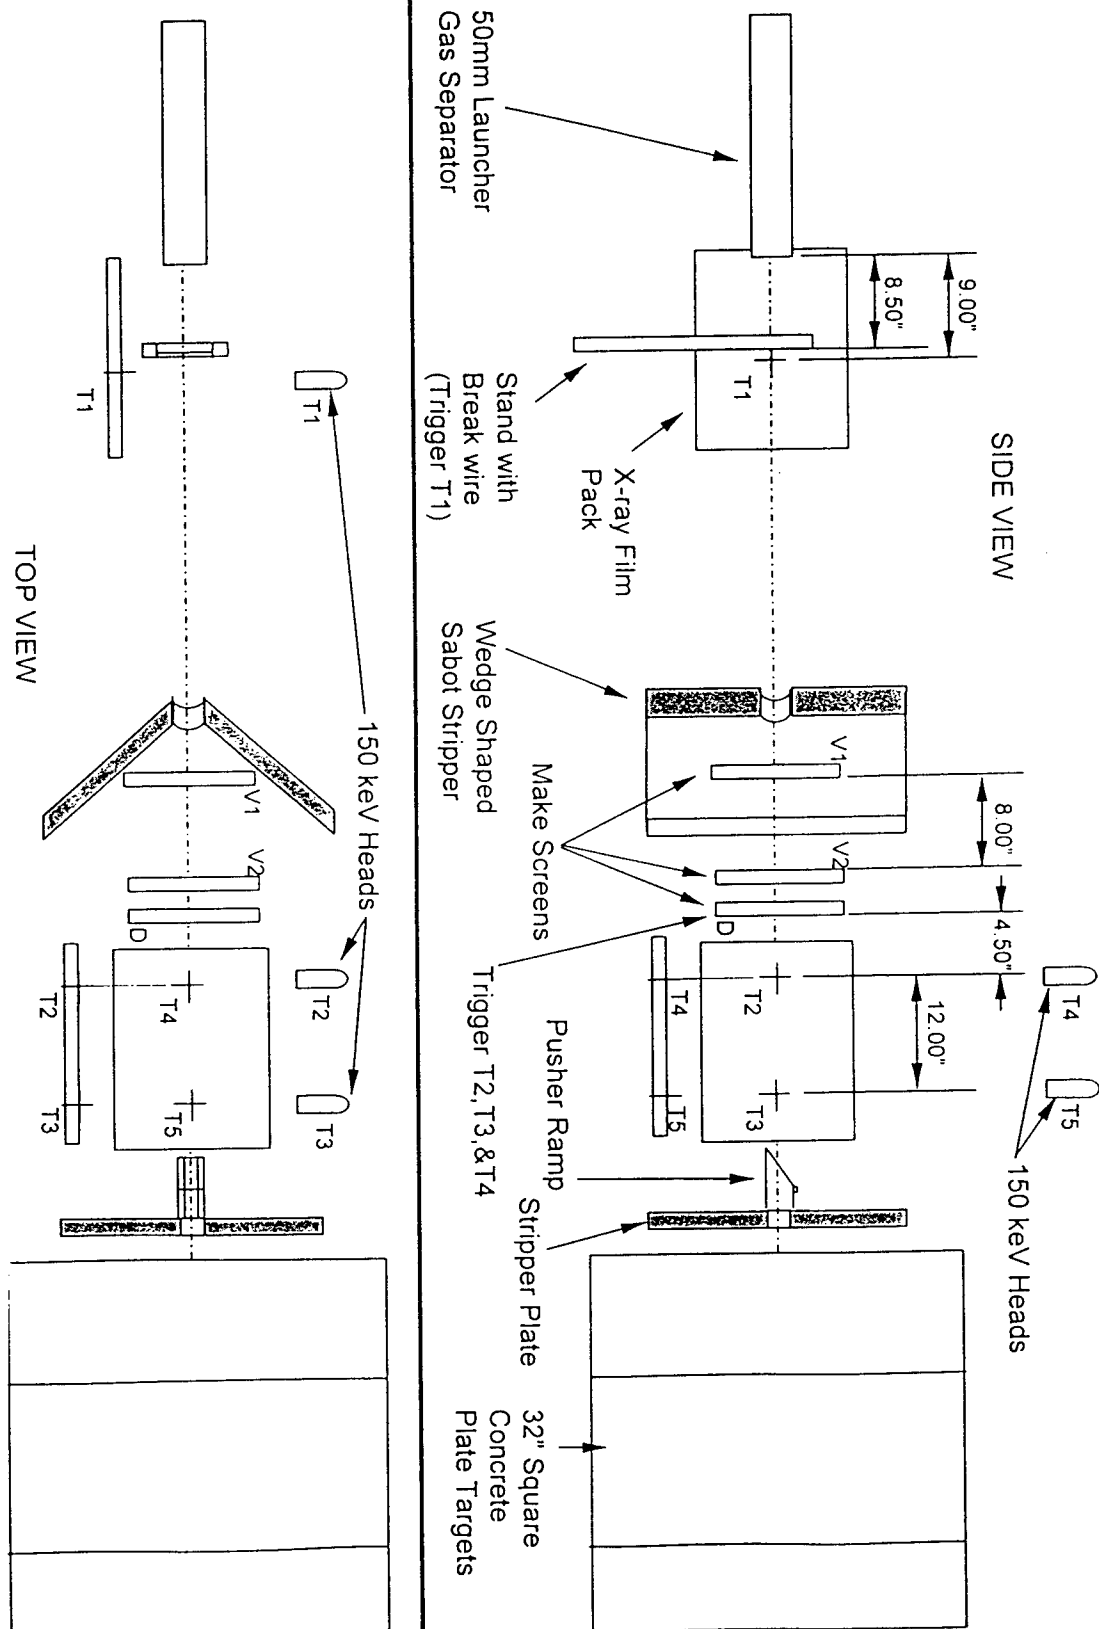 SIDE VIEW
9.00"
8.50"
T1
50mm Launcher
Gas Separator
Stand with
Break wire
(Trigger T1)
X-ray Film
Pack
Wedge Shaped
Sabot Stripper
V1
V2
D
8.00"
4.50"
12.00"
Make Screens
Trigger T2,T3,&T4
T4
T5
150 keV Heads
T2
T3
T4
T5
Pusher Ramp
Stripper Plate
32" Square
Concrete
Plate Targets
TOP VIEW
T1
T1
150 keV Heads
V1
V2
D
T2
T3
T4
T5
T2
T3